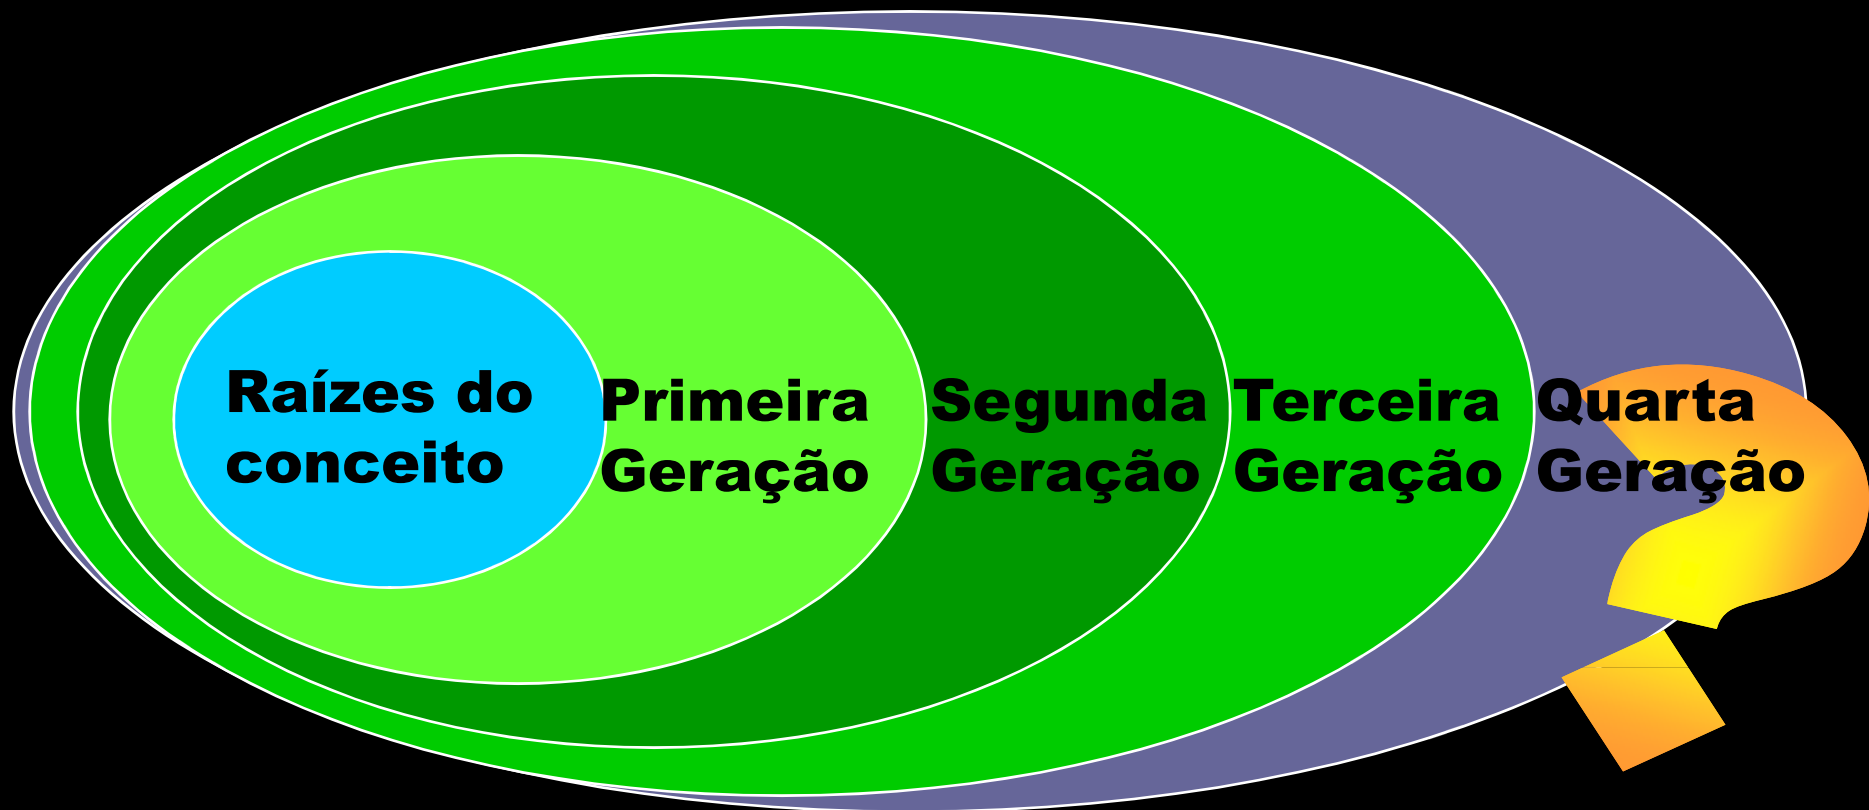 Raízes do
conceito
Primeira
Geração
Segunda
Geração
Terceira
Geração
Quarta
Geração